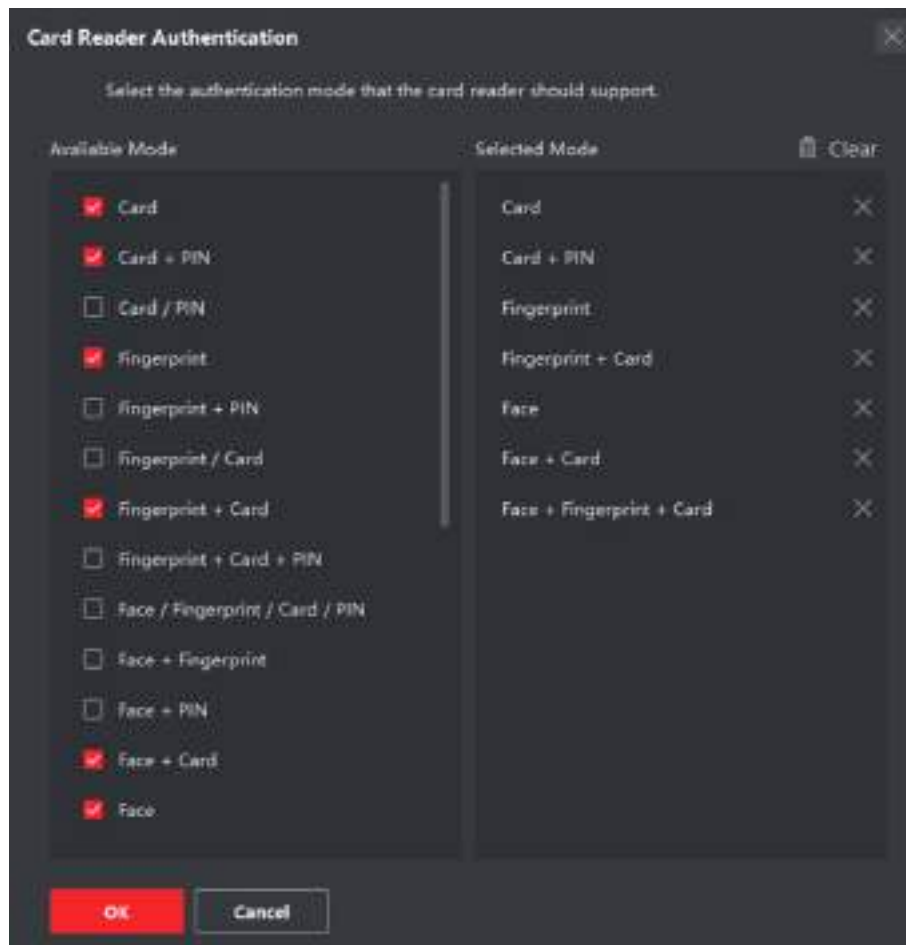 Card Reader Authentication
Select the authentication mode that the card reader should support.
Available Mode
Card
Card + PIN
Card / PIN
Fingerprint
Fingerprint + PIN
Fingerprint / Card
Fingerprint + Card
Fingerprint + Card + PIN
Face / Fingerprint / Card / PIN
Face + Fingerprint
Face + PIN
Face + Card
Face
Selected Mode
Clear
Card
Card + PIN
Fingerprint
Fingerprint + Card
Face
Face + Card
Face + Fingerprint + Card
OK
Cancel